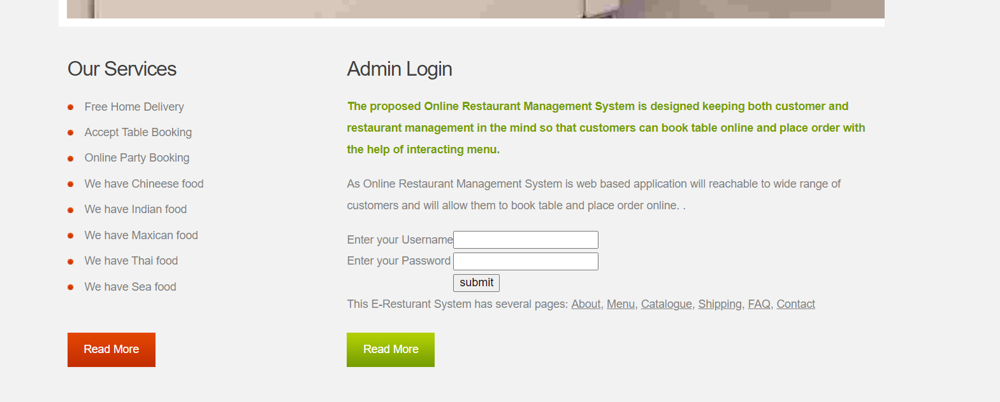 Our Services
Free Home Delivery
Accept Table Booking
Online Party Booking
We have Chineese food
We have Indian food
We have Maxican food
We have Thai food
We have Sea food
Read More
Admin Login
The proposed Online Restaurant Management System is designed keeping both customer and
restaurant management in the mind so that customers can book table online and place order with
the help of interacting menu.
As Online Restaurant Management System is web based application will reachable to wide range of
customers and will allow them to book table and place order online. .
Enter your Username
Enter your Password
submit
This E-Resturant System has several pages: About, Menu, Catalogue, Shipping, FAQ, Contact
Read More